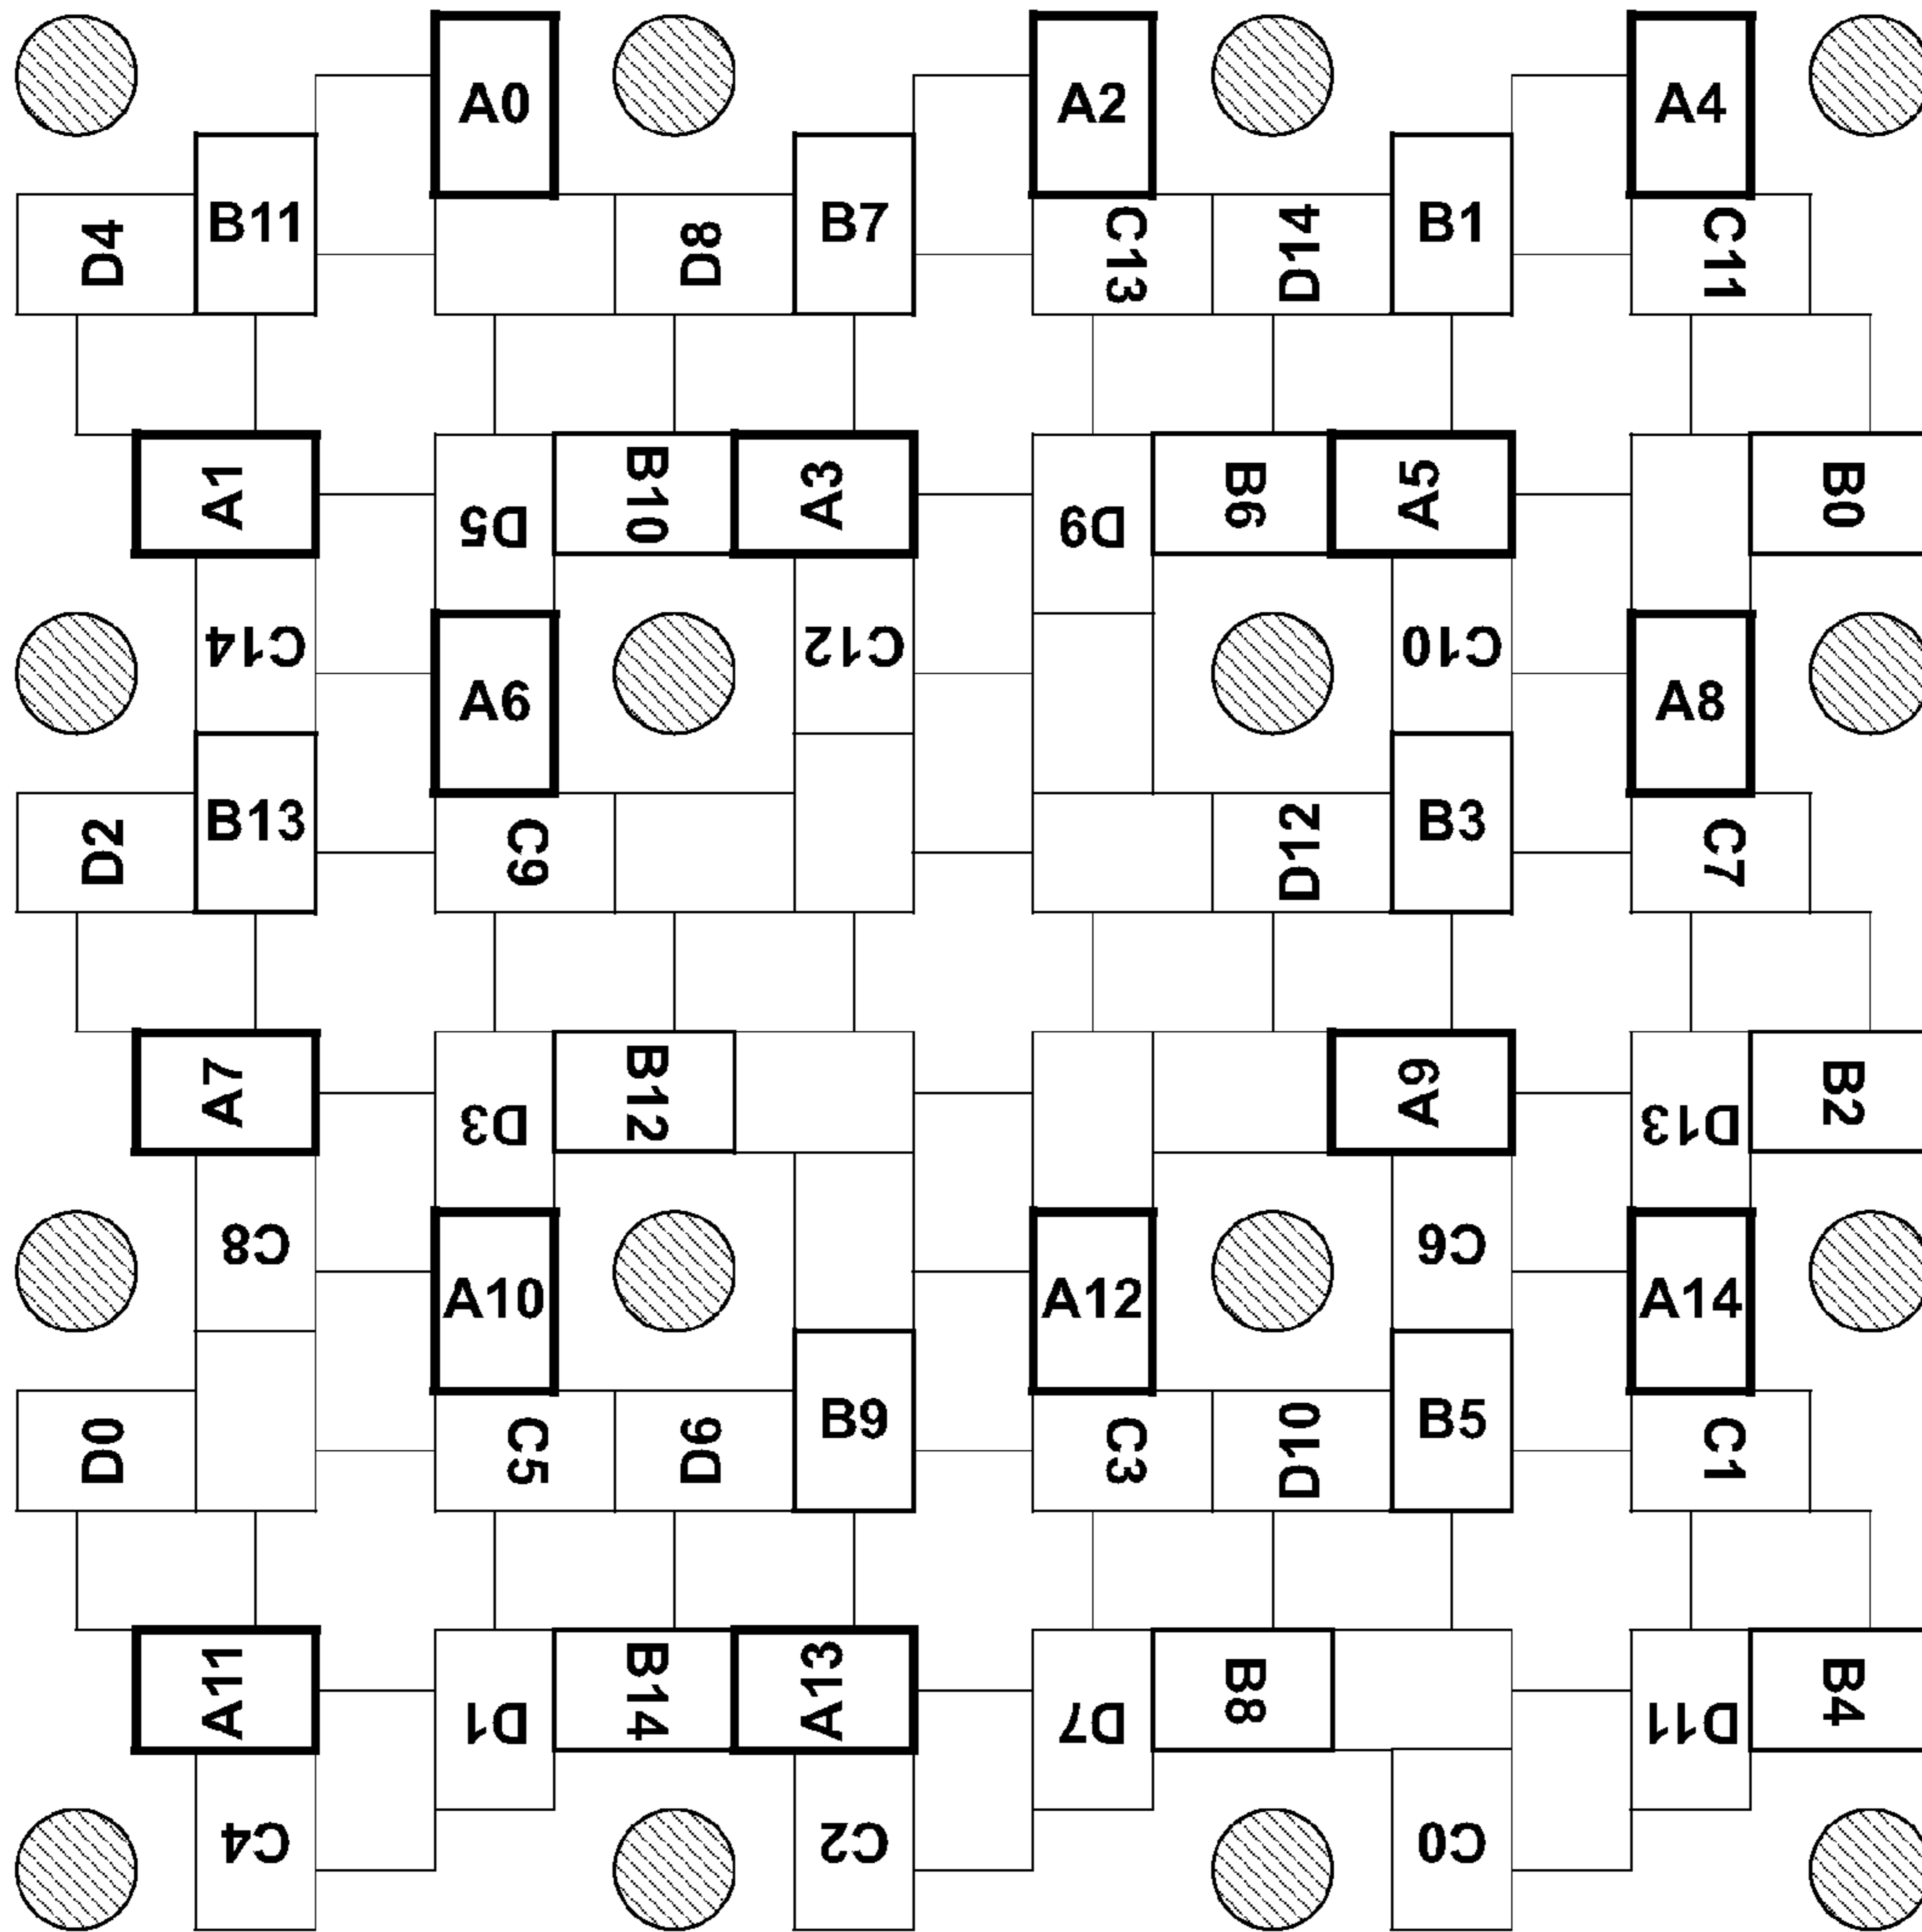 A0 A2 A4
D4 B11 D8 B7 C13 D14 B1 C11
A1 D5 B10 A3 D9 B6 A5 B0
C14 A6 C12 C10 A8
D2 B13 C9 D12 B3 C7
A7 D3 B12 A9 D13 B2
C8 A10 A12 C6 A14
D0 C5 D6 B9 C3 D10 B5 C1
A11 D1 B14 A13 D7 B8 D11 B4
C4 C2 C0